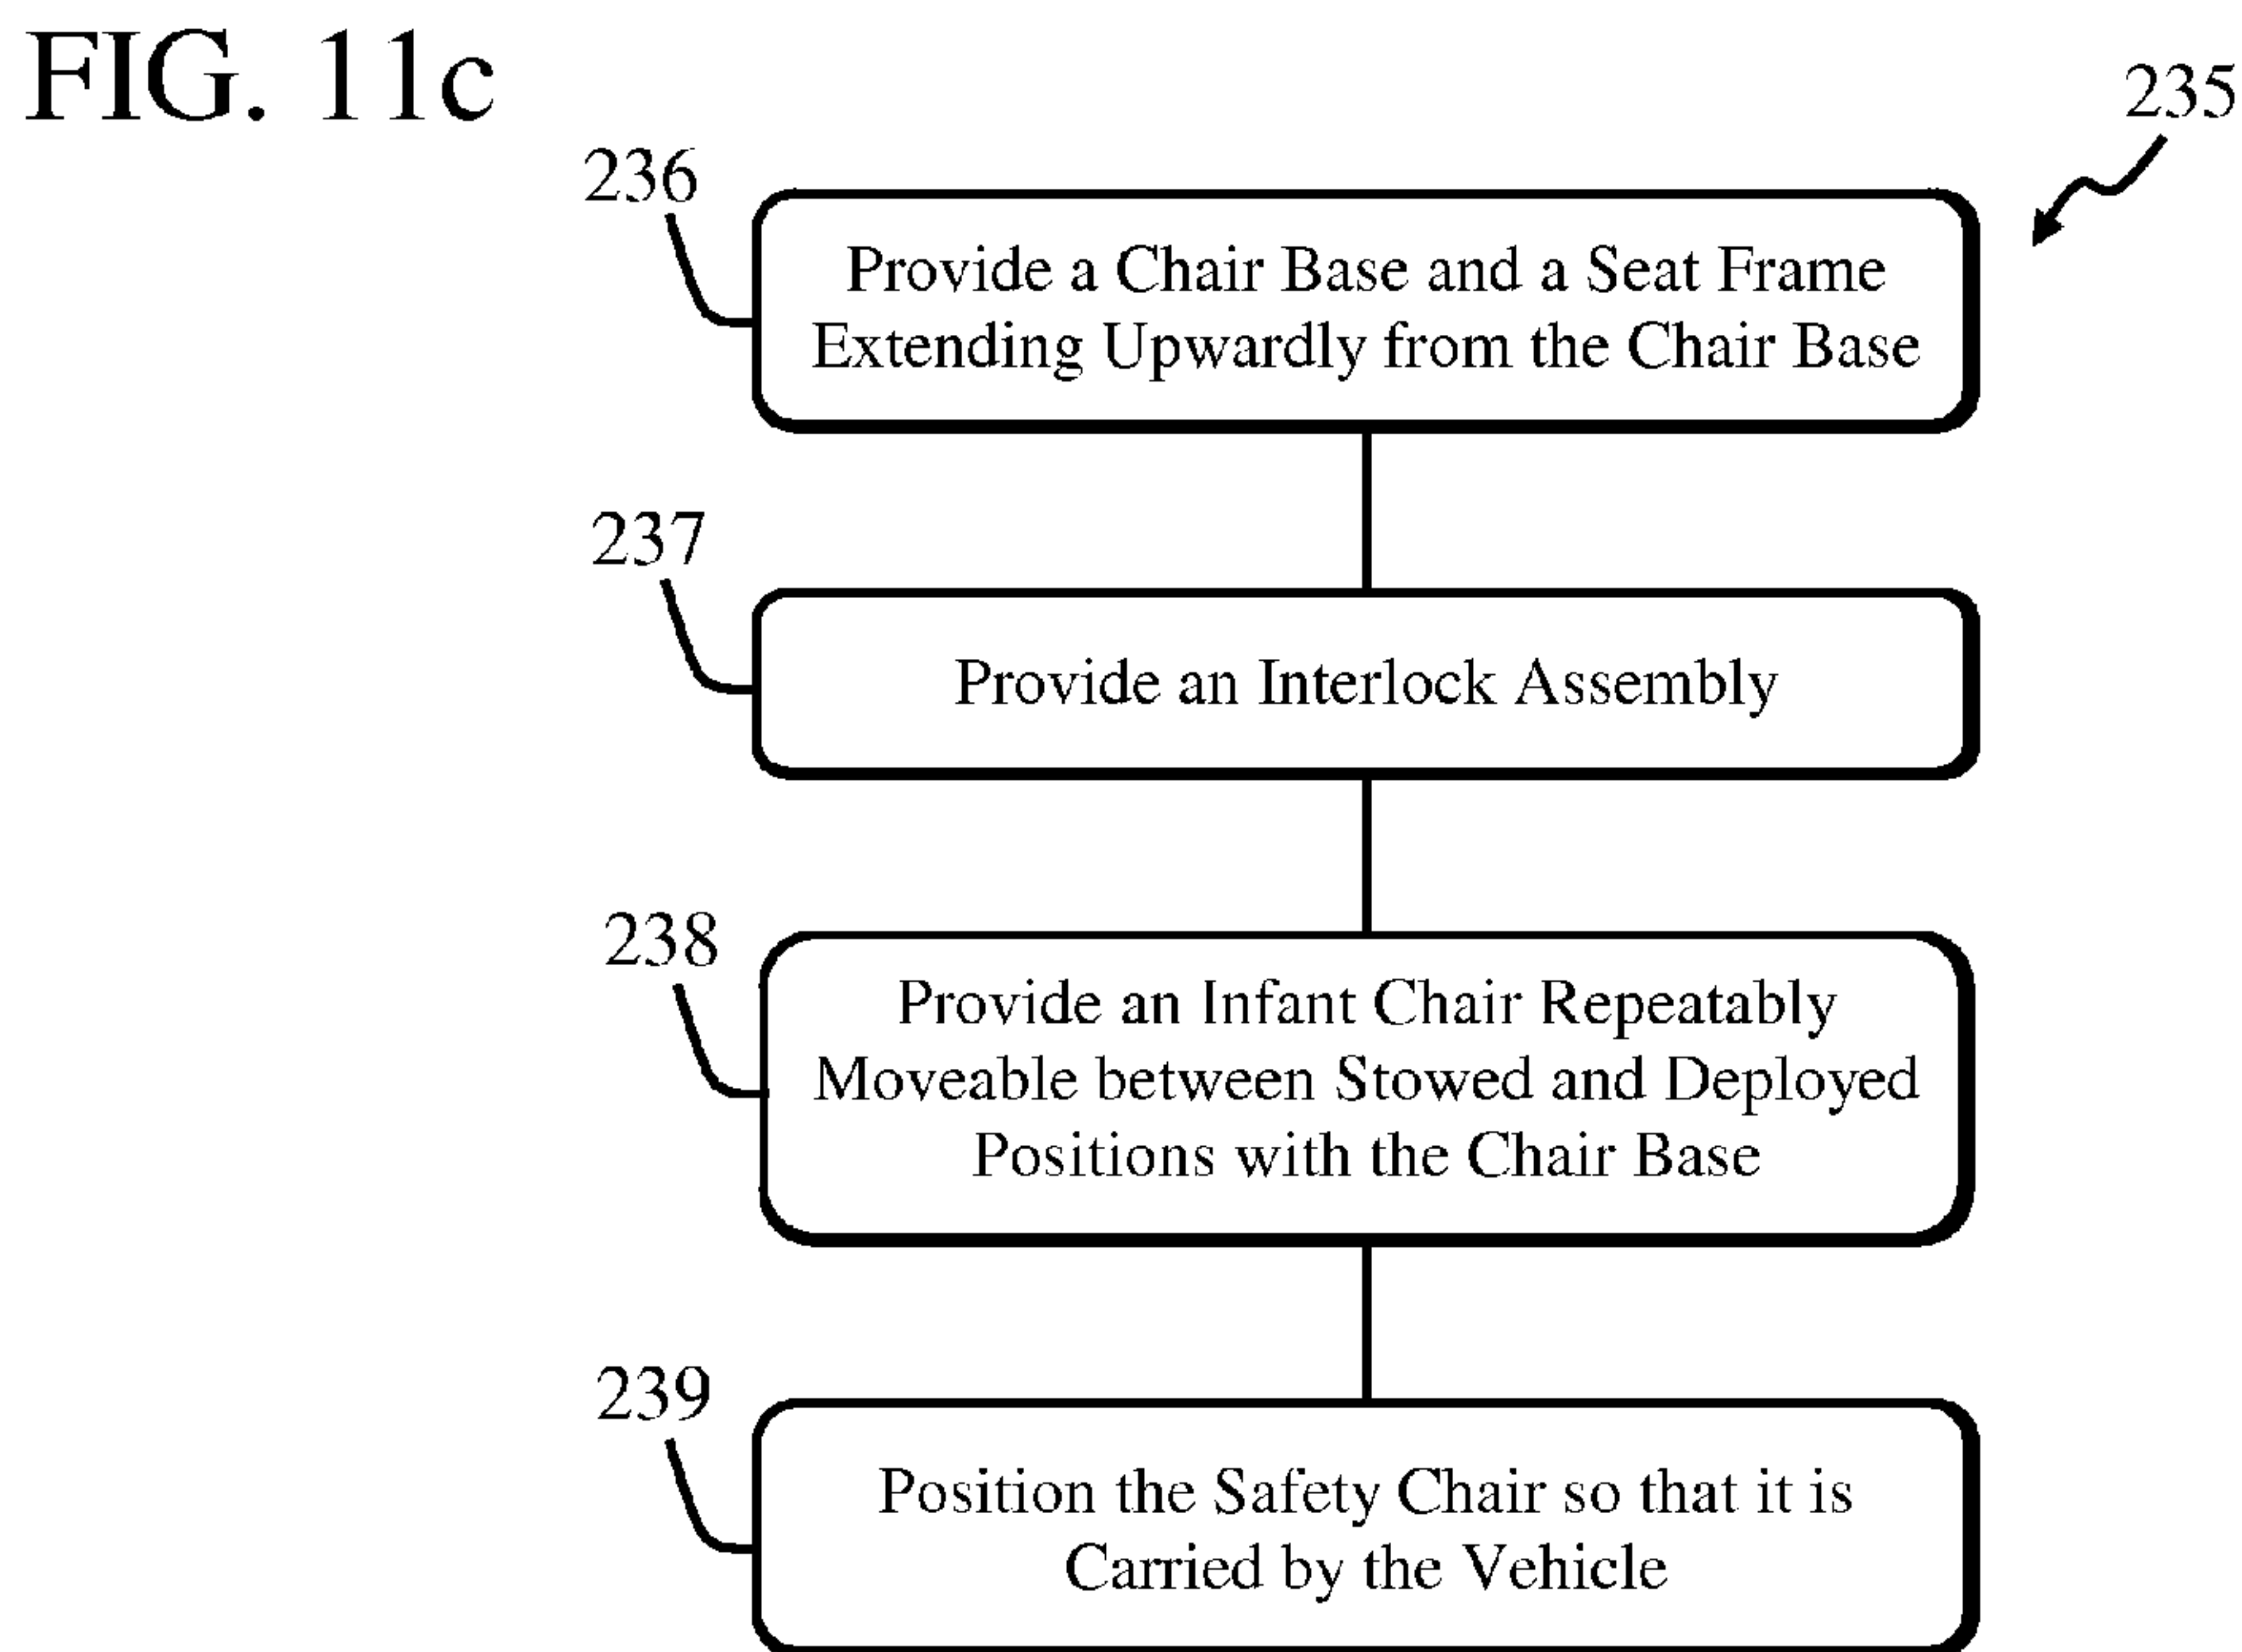 FIG. 11c
235
236
Provide a Chair Base and a Seat Frame
Extending Upwardly from the Chair Base
237
Provide an Interlock Assembly
238
Provide an Infant Chair Repeatably
Moveable between Stowed and Deployed
Positions with the Chair Base
239
Position the Safety Chair so that it is
Carried by the Vehicle